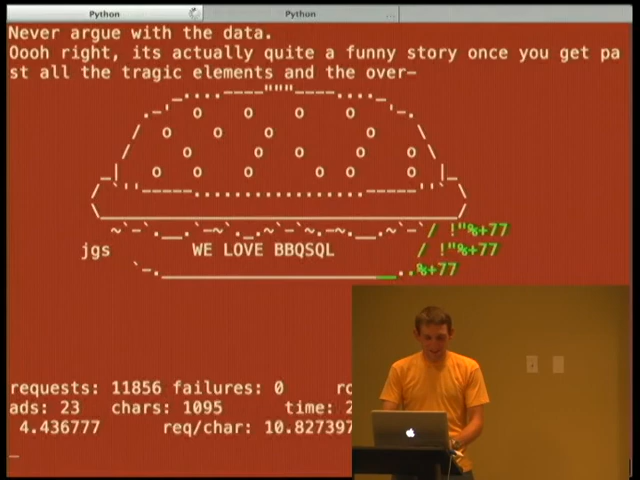 Python
Python
Never argue with the data.
Oooh right, its actually quite a funny story once you get pa
st all the tragic elements and the over—
/ !"%+77
jgs WE LOVE BBQSQL / !"%+77
%+77
requests: 11856 failures: 0 ro
ads: 23 chars: 1095 time: 2
4.436777 req/char: 10.827397